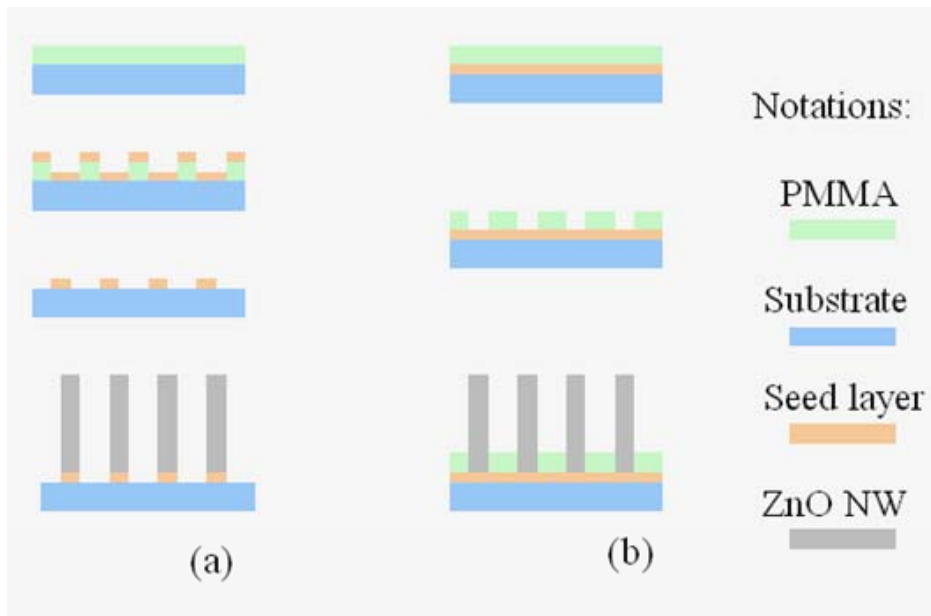 Notations:
PMMA
Substrate
Seed layer
ZnO NW
(a)
(b)